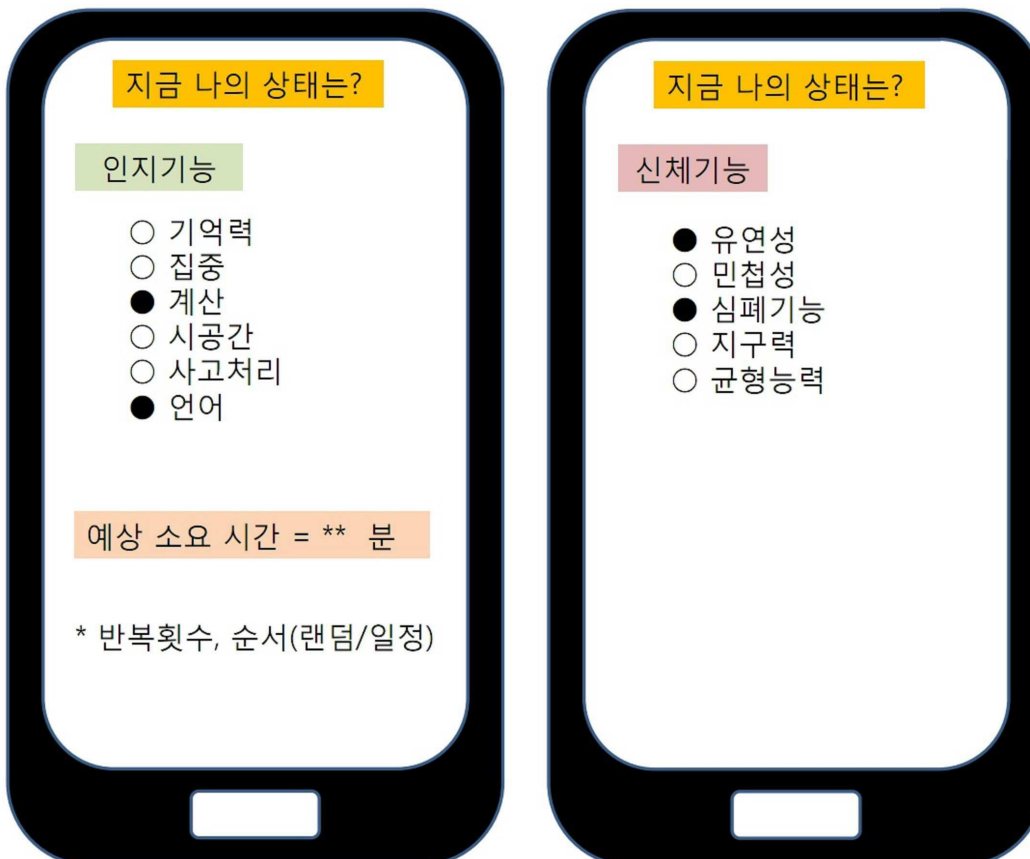 지금 나의 상태는?
인지기능
○ 기억력
○ 집중
● 계산
○ 시공간
○ 사고처리
● 언어
예상 소요 시간 = ** 분
* 반복횟수, 순서(랜덤/일정)
지금 나의 상태는?
신체기능
● 유연성
○ 민첩성
● 심폐기능
○ 지구력
○ 균형능력